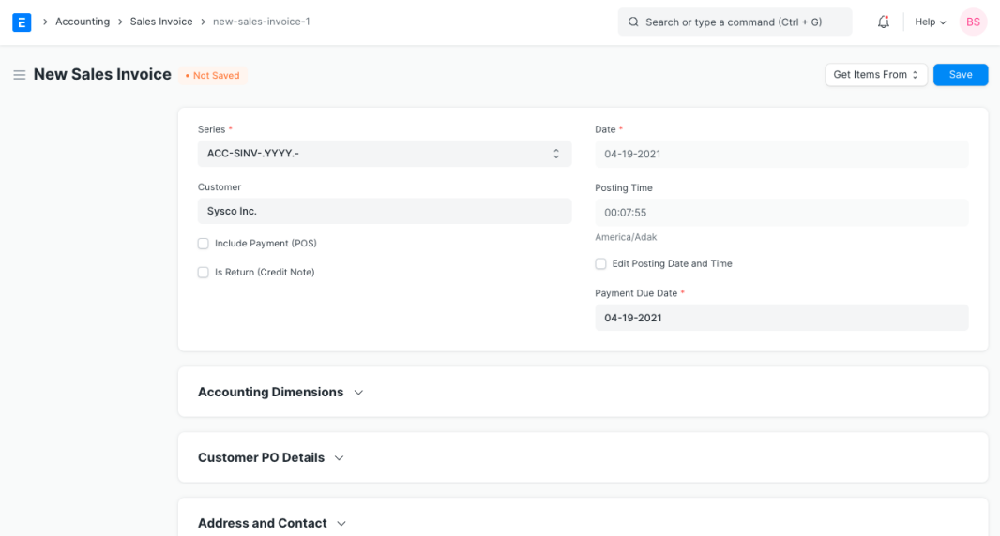 E
Accounting
Sales Invoice
new-sales-invoice-1
Search or type a command (Ctrl + G)
Help
BS
New Sales Invoice
• Not Saved
Get Items From
Save
Series *
ACC-SINV-.YYYY.-
Customer
Sysco Inc.
Include Payment (POS)
Is Return (Credit Note)
Date *
04-19-2021
Posting Time
00:07:55
America/Adak
Edit Posting Date and Time
Payment Due Date *
04-19-2021
Accounting Dimensions
Customer PO Details
Address and Contact